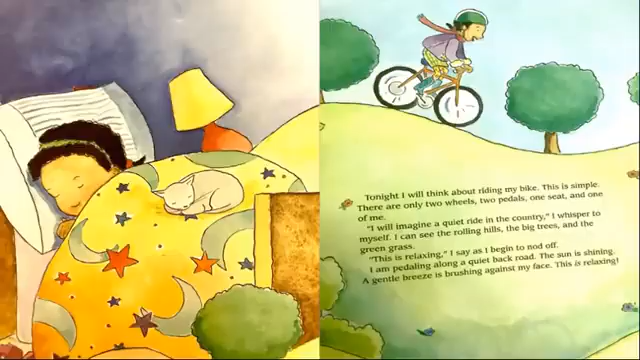 Tonight I will think about riding my bike. This is simple.
There are only two wheels, two pedals, one seat, and one
of me.
"I will imagine a quiet ride in the country," I whisper to
myself. I can see the rolling hills, the big trees, and the
green grass.
"This is relaxing," I say as I begin to nod off.
I am pedaling along a quiet back road. The sun is shining.
A gentle breeze is brushing against my face. This is relaxing!